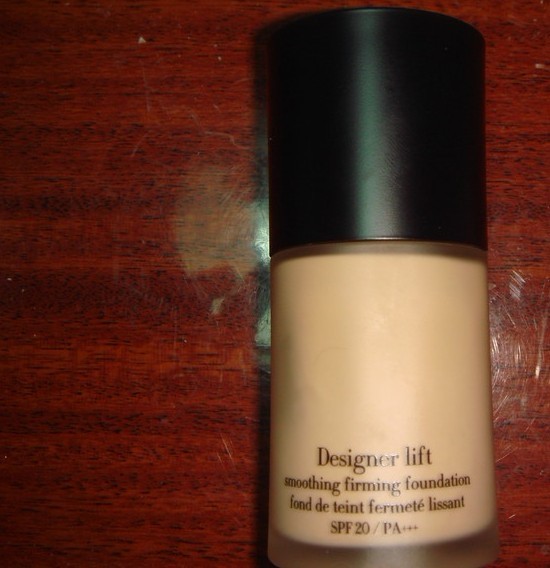 Designer lift
smoothing firming foundation
fond de teint fermeté lissant
SPF 20 / PA+++